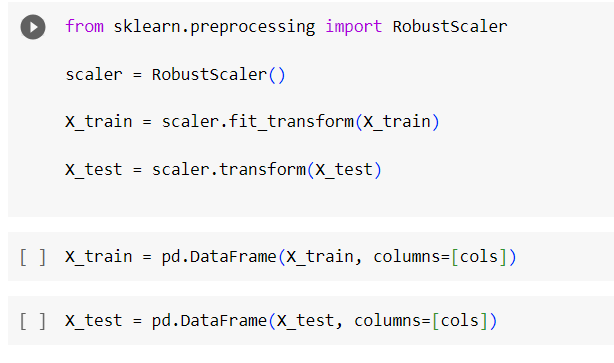 from sklearn.preprocessing import RobustScaler
scaler = RobustScaler()
X_train = scaler.fit_transform(X_train)
X_test = scaler.transform(X_test)
[ ] X_train = pd.DataFrame(X_train, columns=[cols])
[ ] X_test = pd.DataFrame(X_test, columns=[cols])